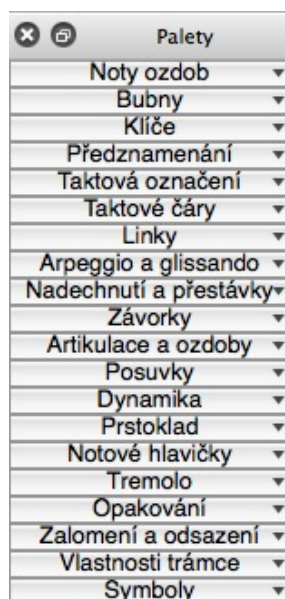 Palety
Noty ozdob
Bubny
Klíče
Předznamenání
Taktová označení
Taktové čáry
Linky
Arpeggio a glissando
Nadechnutí a přestávky
Závorky
Artikulace a ozdoby
Posuvky
Dynamika
Prstoklad
Notové hlavičky
Tremolo
Opakování
Zalomení a odsazení
Vlastnosti trámce
Symboly